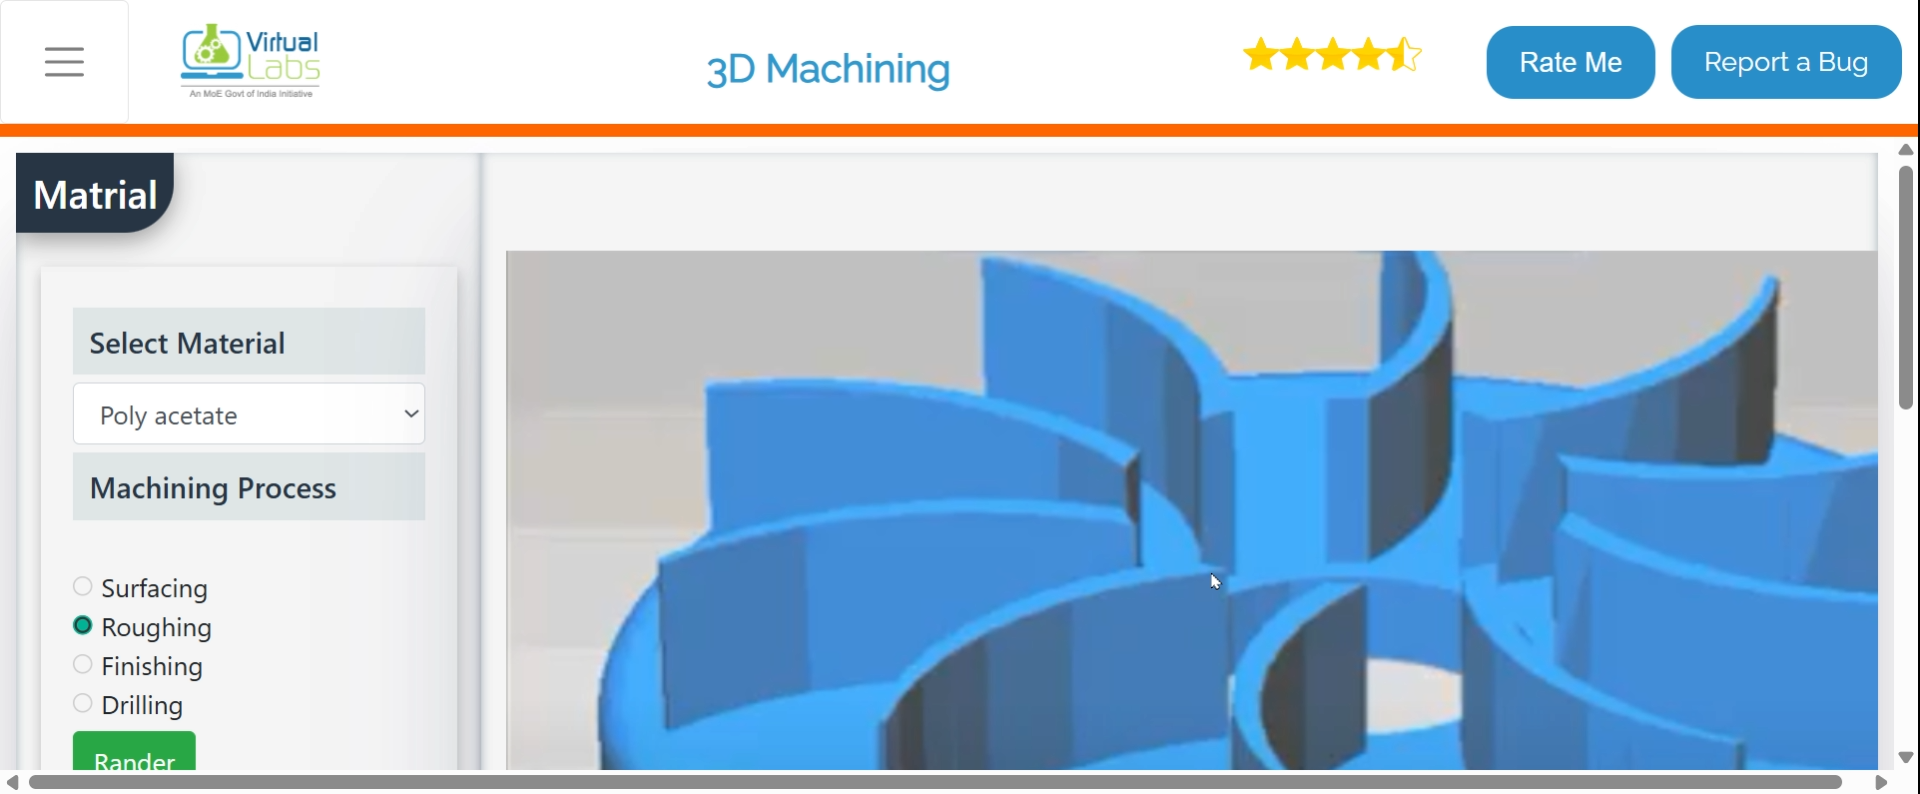 Virtual
Labs
An MoE Govt of India Initiative
3D Machining
Rate Me
Report a Bug
Matrial
Select Material
Poly acetate
Machining Process
Surfacing
Roughing
Finishing
Drilling
Rander